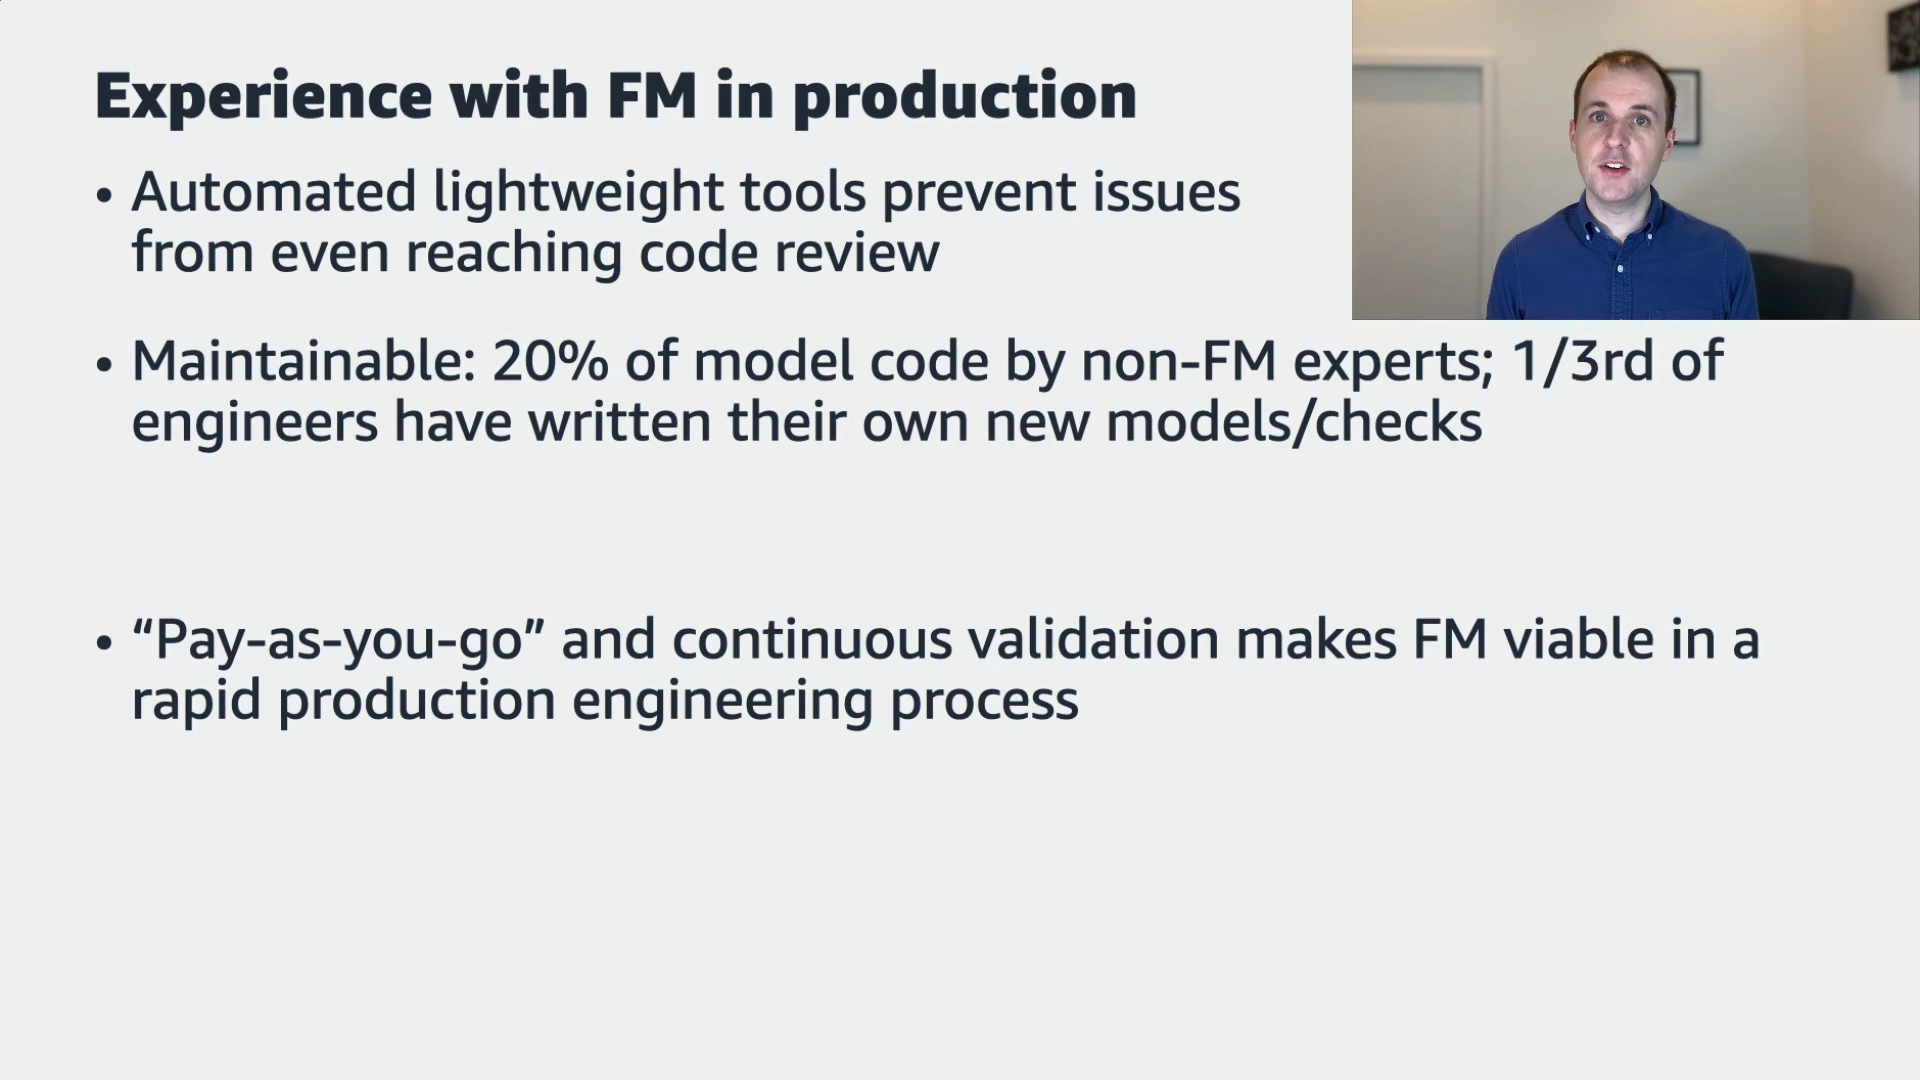 Experience with FM in production
• Automated lightweight tools prevent issues
from even reaching code review
• Maintainable: 20% of model code by non-FM experts; 1/3rd of
engineers have written their own new models/checks
• “Pay-as-you-go” and continuous validation makes FM viable in a
rapid production engineering process